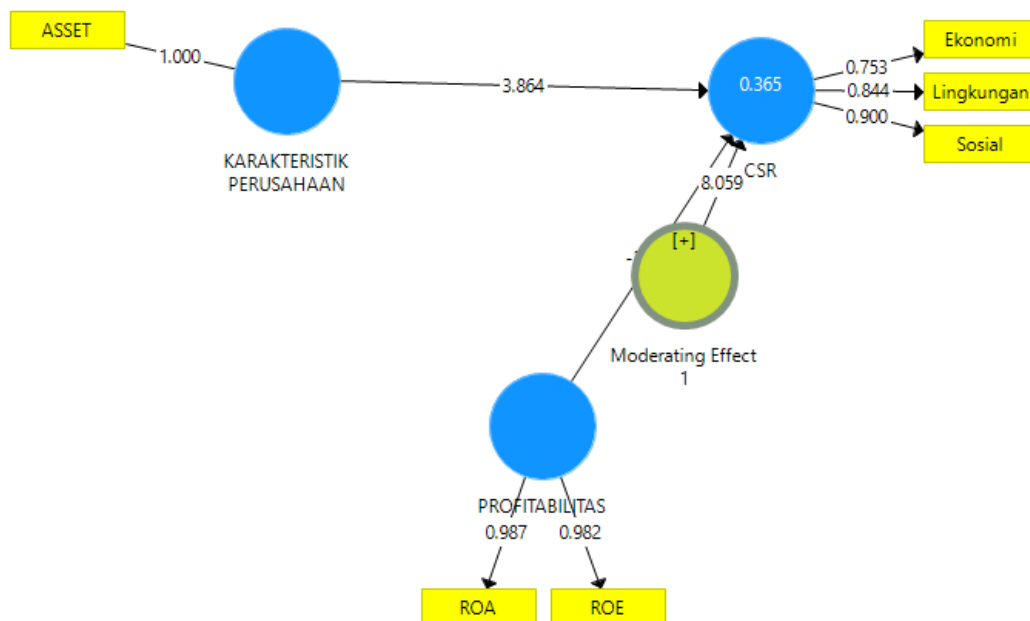 ASSET
1.000
KARAKTERISTIK
PERUSAHAAN
3.864
0.365
CSR
0.753
0.844
0.900
Ekonomi
Lingkungan
Sosial
8.059
[+]
Moderating Effect
1
PROFITABILITAS
0.987
0.982
ROA
ROE